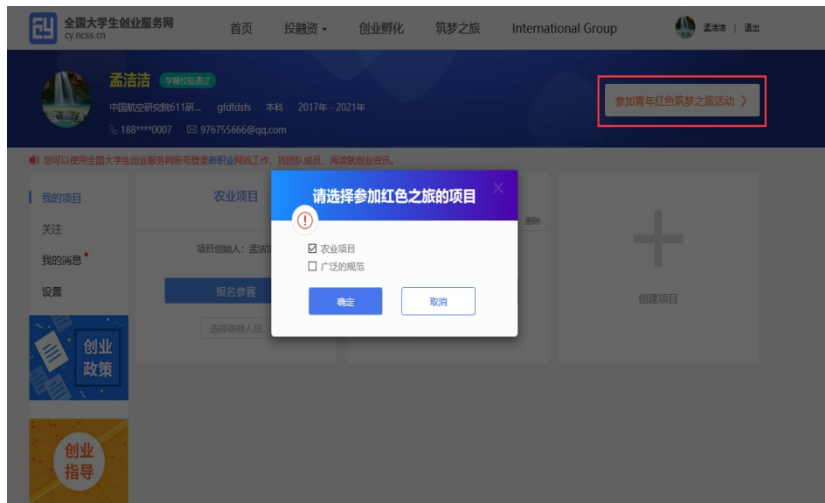 全国大学生创业服务网
cy.ncss.cn
首页 投融资 创业孵化 筑梦之旅 International Group 孟洁洁 | 退出
孟洁洁 学籍校验通过
中国航空研究院611研... gfdfdsfs 本科 2017年 - 2021年
188****0007 976755666@qq.com
参加青年红色筑梦之旅活动
您可以使用全国大学生创业服务网账号登录新职业网找工作、找团队成员、阅读就创业资讯。
我的项目
关注
我的消息
设置
农业项目
项目创始人：孟洁
报名参赛
选择答辩人员
删除
请选择参加红色之旅的项目
农业项目
广泛的规范
确定 取消
创建项目
创业
政策
创业
指导